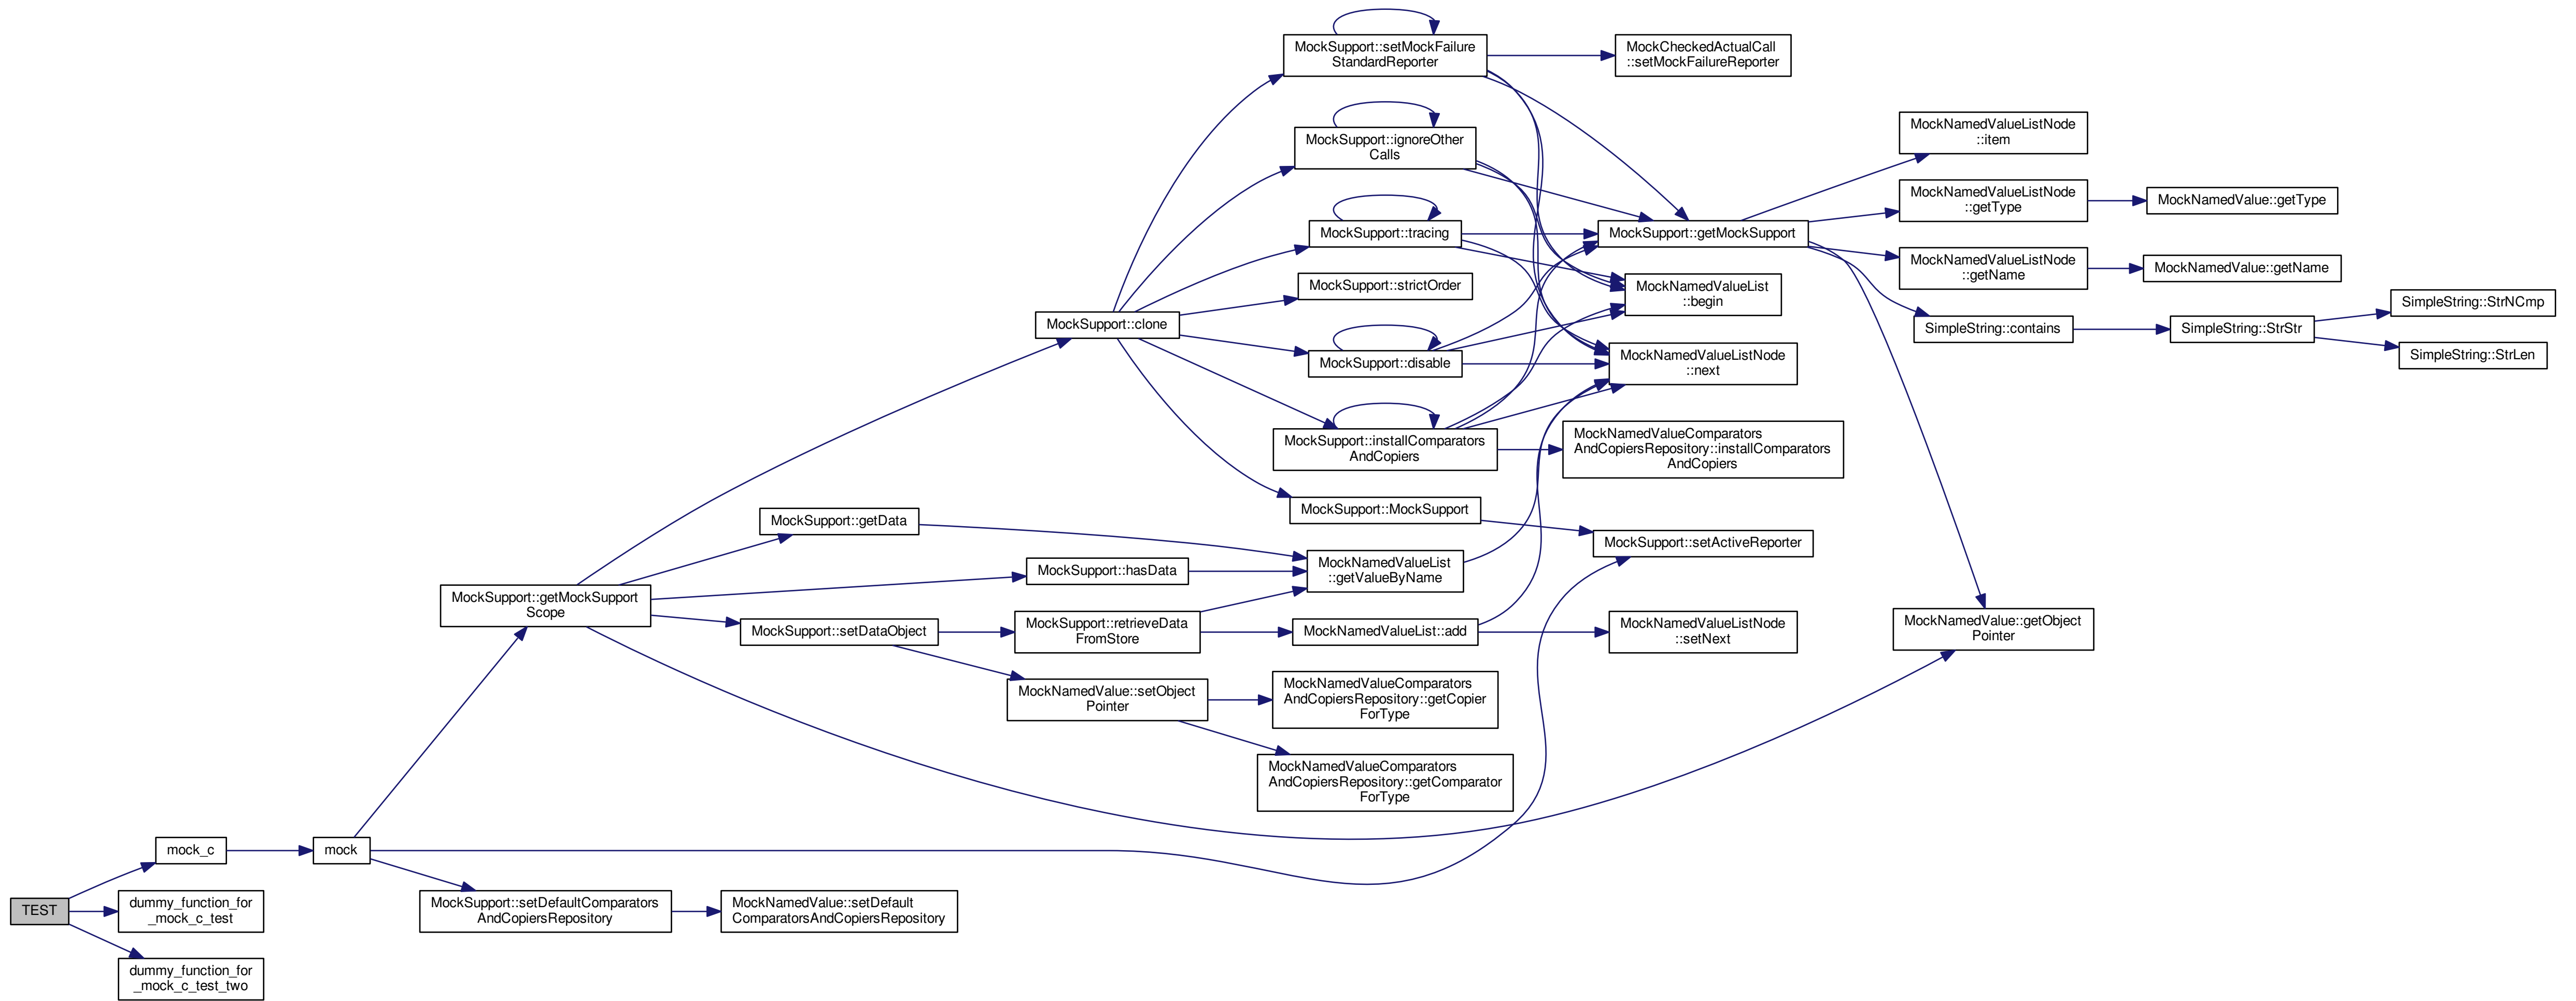 MockSupport::setMockFailure
StandardReporter
MockCheckedActualCall
::setMockFailureReporter
MockSupport::ignoreOther
Calls
MockNamedValueListNode
::item
MockSupport::tracing
MockSupport::getMockSupport
MockNamedValueListNode
::getType
MockNamedValue::getType
MockNamedValueListNode
::getName
MockNamedValue::getName
MockSupport::strictOrder
MockNamedValueList
::begin
MockSupport::clone
SimpleString::contains
SimpleString::StrStr
SimpleString::StrNCmp
SimpleString::StrLen
MockSupport::disable
MockNamedValueListNode
::next
MockSupport::installComparators
AndCopiers
MockNamedValueComparators
AndCopiersRepository::installComparators
AndCopiers
MockSupport::MockSupport
MockSupport::setActiveReporter
MockSupport::getData
MockSupport::hasData
MockNamedValueList
::getValueByName
MockSupport::getMockSupport
Scope
MockSupport::setDataObject
MockSupport::retrieveData
FromStore
MockNamedValueList::add
MockNamedValueListNode
::setNext
MockNamedValue::getObject
Pointer
MockNamedValue::setObject
Pointer
MockNamedValueComparators
AndCopiersRepository::getCopier
ForType
MockNamedValueComparators
AndCopiersRepository::getComparator
ForType
mock_c
mock
TEST
dummy_function_for
_mock_c_test
MockSupport::setDefaultComparators
AndCopiersRepository
MockNamedValue::setDefault
ComparatorsAndCopiersRepository
dummy_function_for
_mock_c_test_two